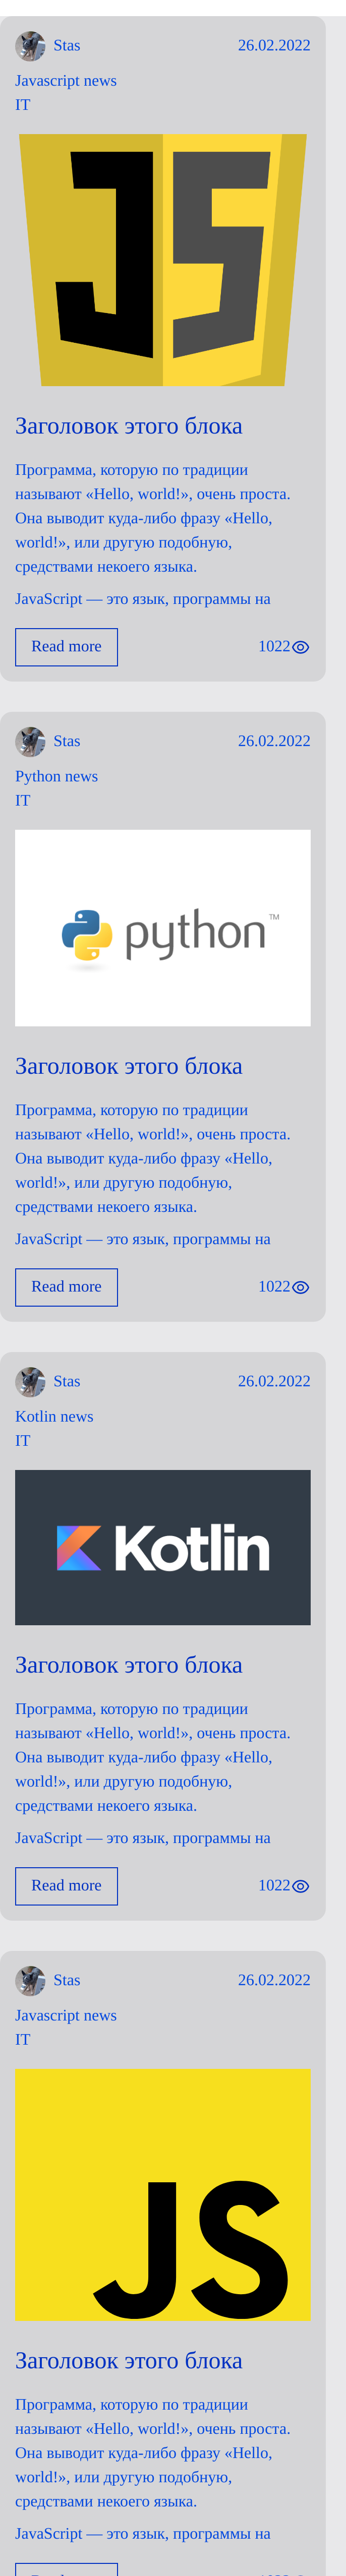 Stas 26.02.2022
Javascript news
IT
JS
Заголовок этого блока
Программа, которую по традиции
называют «Hello, world!», очень проста.
Она выводит куда-либо фразу «Hello,
world!», или другую подобную,
средствами некоего языка.
JavaScript — это язык, программы на
Read more 1022
Stas 26.02.2022
Python news
IT
python TM
Заголовок этого блока
Программа, которую по традиции
называют «Hello, world!», очень проста.
Она выводит куда-либо фразу «Hello,
world!», или другую подобную,
средствами некоего языка.
JavaScript — это язык, программы на
Read more 1022
Stas 26.02.2022
Kotlin news
IT
Kotlin
Заголовок этого блока
Программа, которую по традиции
называют «Hello, world!», очень проста.
Она выводит куда-либо фразу «Hello,
world!», или другую подобную,
средствами некоего языка.
JavaScript — это язык, программы на
Read more 1022
Stas 26.02.2022
Javascript news
IT
JS
Заголовок этого блока
Программа, которую по традиции
называют «Hello, world!», очень проста.
Она выводит куда-либо фразу «Hello,
world!», или другую подобную,
средствами некоего языка.
JavaScript — это язык, программы на